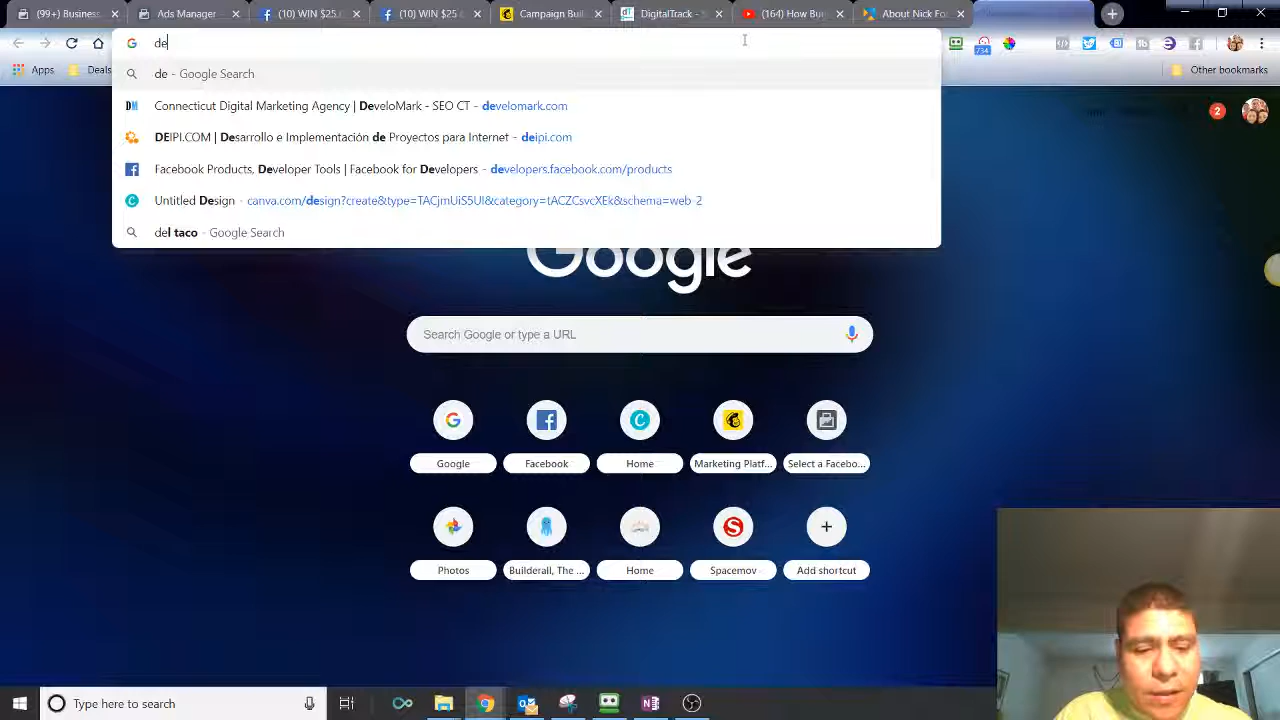 (99+) Business
Ads Manager
(10) WIN $25.
(10) WIN $25 &
Campaign Buil
DigitalTrack - S
(164) How Bu
About Nick Fo
de
734
Apps
Deals
Other bookmarks
de - Google Search
Connecticut Digital Marketing Agency | DeveloMark - SEO CT - develomark.com
DEIPI.COM | Desarrollo e Implementación de Proyectos para Internet - deipi.com
Facebook Products, Developer Tools | Facebook for Developers - developers.facebook.com/products
Untitled Design - canva.com/design?create&type=TACjmUiS5UI&category=tACZCsvcXEk&schema=web-2
del taco - Google Search
2
Google
Search Google or type a URL
Google
Facebook
Home
Marketing Platf...
Select a Facebo...
Photos
Builderall, The ...
Home
Spacemov
Add shortcut
Type here to search